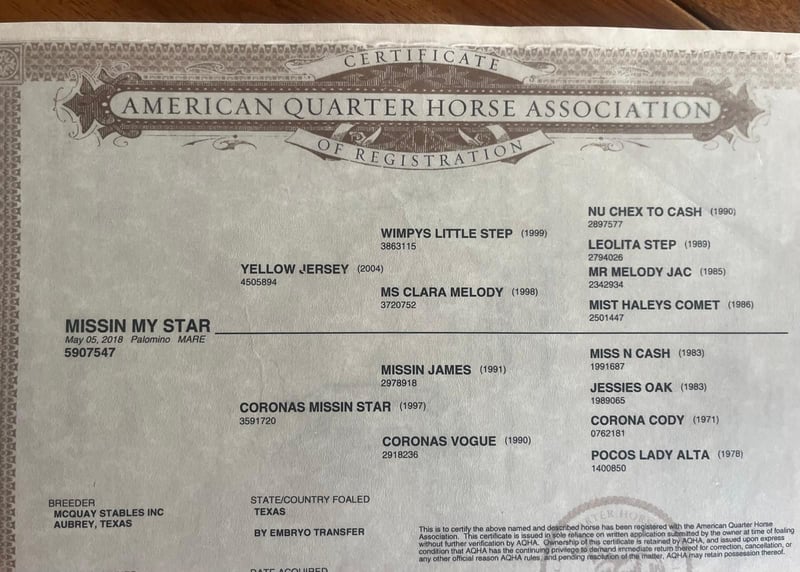 CERTIFICATE
AMERICAN QUARTER HORSE ASSOCIATION
OF REGISTRATION
NU CHEX TO CASH (1990)
2897577
WIMPYS LITTLE STEP (1999)
3863115
LEOLITA STEP (1989)
2794026
YELLOW JERSEY (2004)
4505894
MR MELODY JAC (1985)
2342934
MS CLARA MELODY (1998)
3720752
MIST HALEYS COMET (1986)
2501447
MISSIN MY STAR
May 05, 2018 Palomino MARE
5907547
MISS N CASH (1983)
1991687
MISSIN JAMES (1991)
2978918
JESSIES OAK (1983)
1989065
CORONAS MISSIN STAR (1997)
3591720
CORONA CODY (1971)
0762181
CORONAS VOGUE (1990)
2918236
POCOS LADY ALTA (1978)
1400850
BREEDER
MCQUAY STABLES INC
AUBREY, TEXAS
STATE/COUNTRY FOALED
TEXAS
BY EMBRYO TRANSFER
DATE ACQUIRED
This is to certify the above named and described horse has been registered with the American Quarter Horse
Association. This certificate is issued in sole reliance on written application submitted by the owner at time of foaling
without further verification by AQHA. Ownership of this certificate is retained by AQHA, and issued upon express
condition that AQHA has the continuing privilege to demand immediate return thereof for correction, cancellation, or
any other official reason AQHA rules, and pending resolution of the matter, AQHA may retain possession thereof.